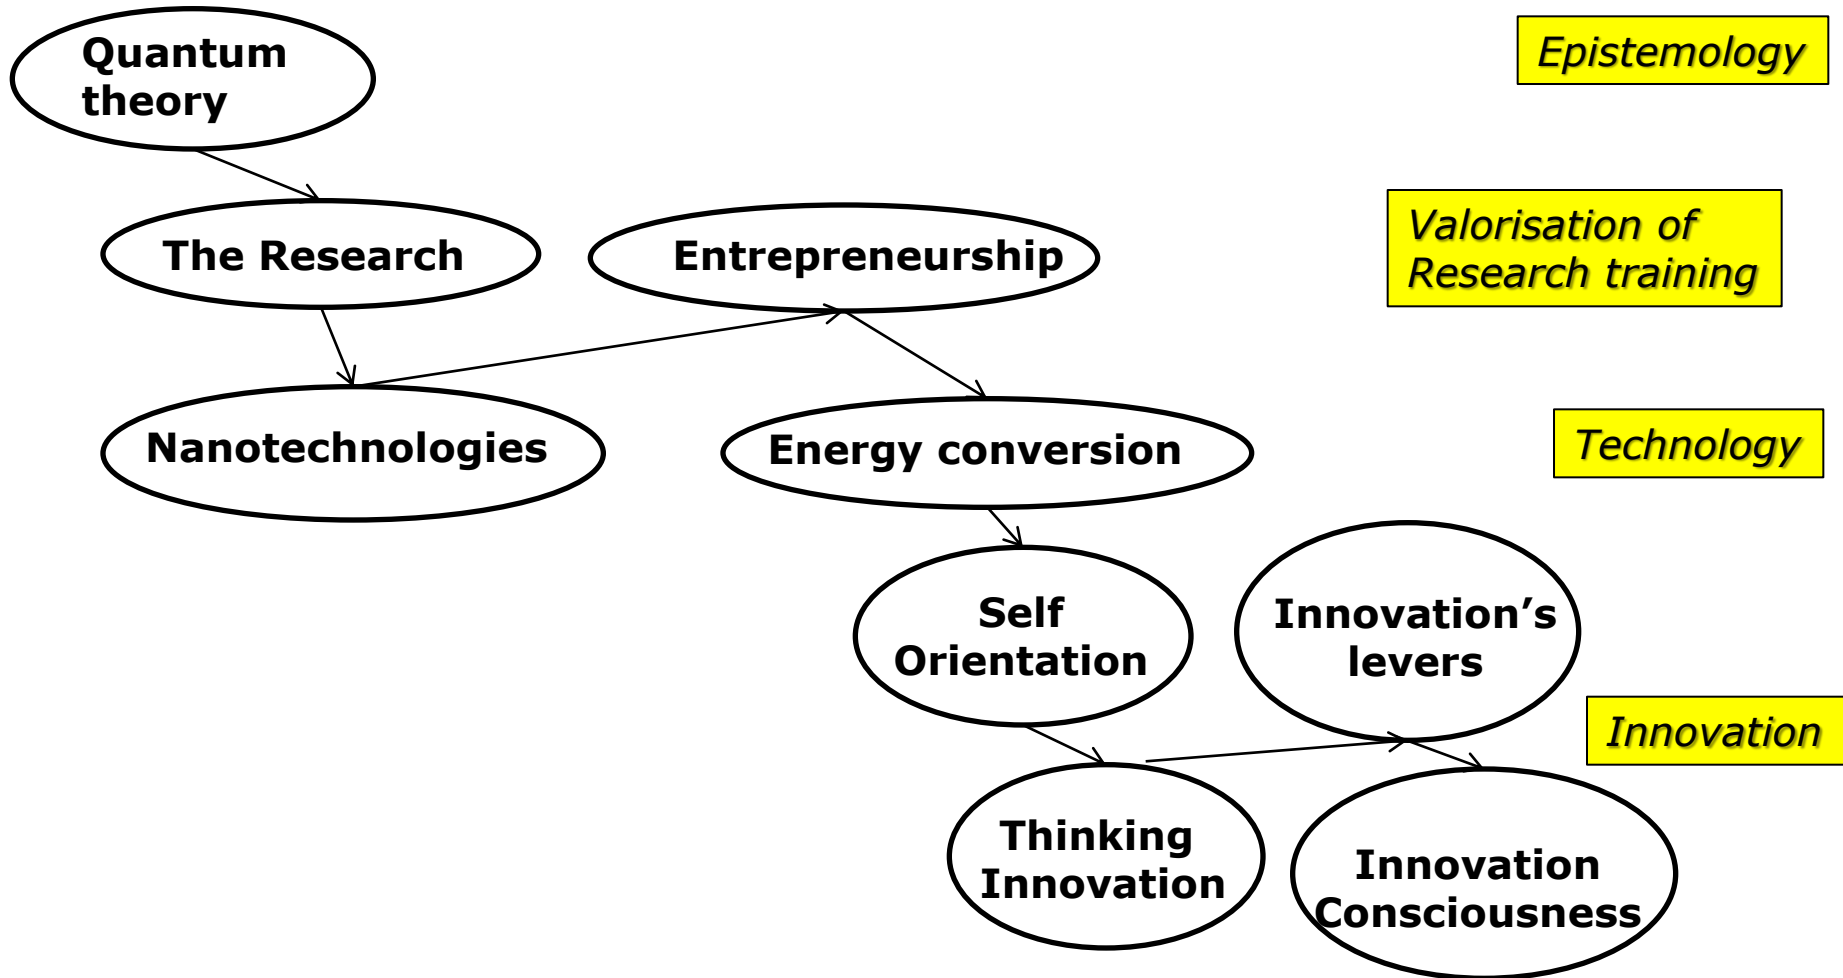 Quantum
theory
Epistemology
The Research
Entrepreneurship
Valorisation of
Research training
Nanotechnologies
Energy conversion
Technology
Self
Orientation
Innovation’s
levers
Innovation
Thinking
Innovation
Innovation
Consciousness